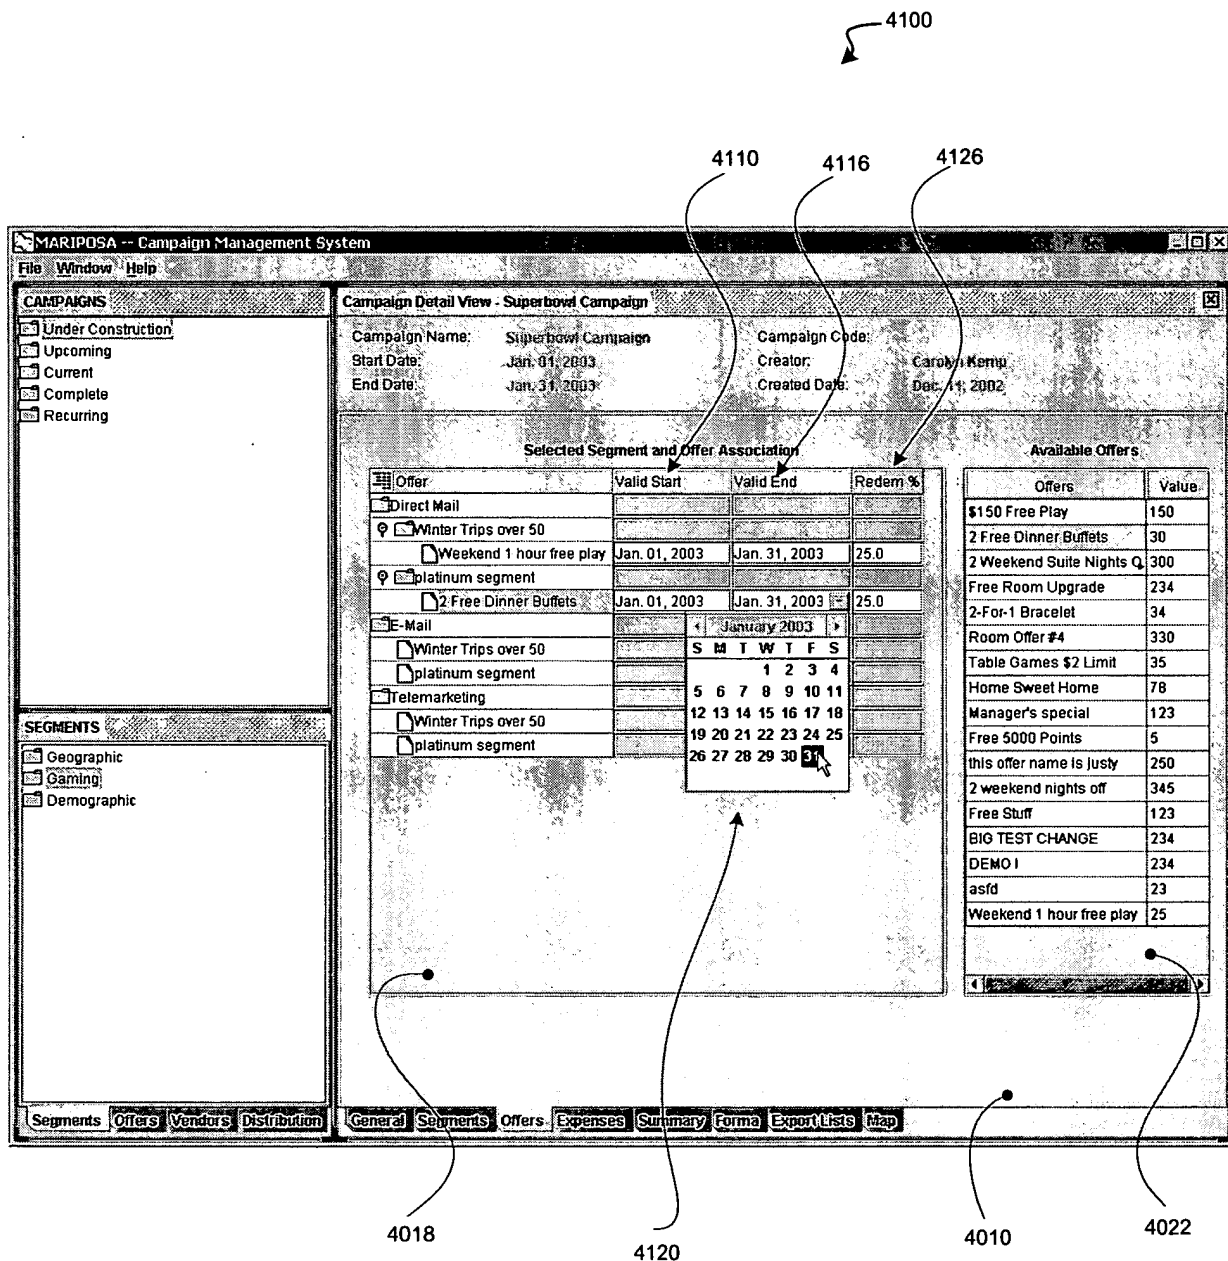 4100
4110
4116
4126
MARIPOSA -- Campaign Management System
File Window Help
CAMPAIGNS
Under Construction
Upcoming
Current
Complete
Recurring
SEGMENTS
Geographic
Gaming
Demographic
Segments Offers Vendors Distribution
Campaign Detail View - Superbowl Campaign
Campaign Name: Superbowl Campaign Campaign Code:
Start Date: Jan. 01, 2003 Creator: Carolyn Kemp
End Date: Jan. 31, 2003 Created Date: Dec. 11, 2002
Selected Segment and Offer Association
Offer Valid Start Valid End Redem %
Direct Mail
Winter Trips over 50
Weekend 1 hour free play Jan. 01, 2003 Jan. 31, 2003 25.0
platinum segment
2 Free Dinner Buffets Jan. 01, 2003 Jan. 31, 2003 25.0
E-Mail
Winter Trips over 50
platinum segment
Telemarketing
Winter Trips over 50
platinum segment
January 2003
S M T W T F S
1 2 3 4
5 6 7 8 9 10 11
12 13 14 15 16 17 18
19 20 21 22 23 24 25
26 27 28 29 30 31
Available Offers
Offers Value
$150 Free Play 150
2 Free Dinner Buffets 30
2 Weekend Suite Nights O 300
Free Room Upgrade 234
2-For-1 Bracelet 34
Room Offer #4 330
Table Games $2 Limit 35
Home Sweet Home 78
Manager's special 123
Free 5000 Points 5
this offer name is justy 250
2 weekend nights off 345
Free Stuff 123
BIG TEST CHANGE 234
DEMO I 234
asfd 23
Weekend 1 hour free play 25
General Segments Offers Expenses Summary Forma Export Lists Map
4018
4120
4010
4022